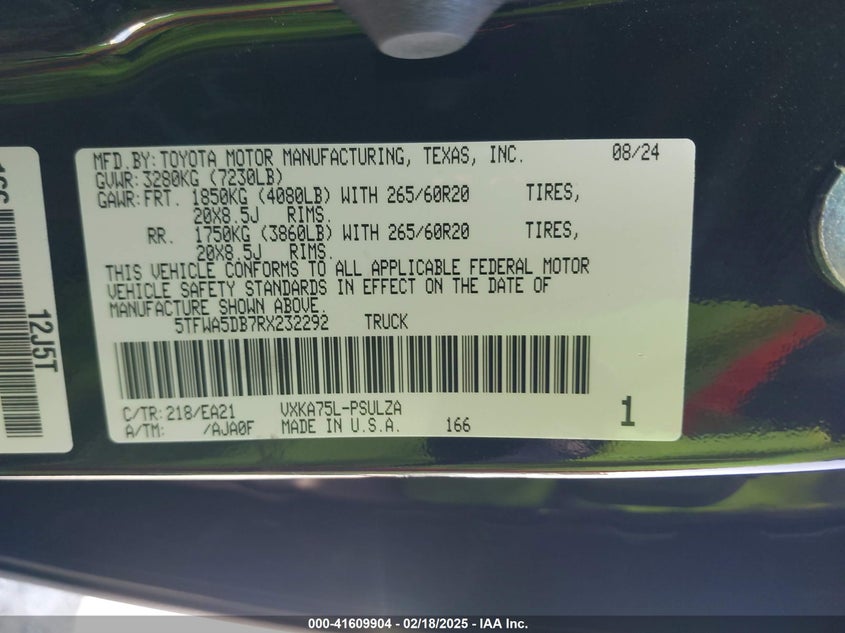 MFD.BY:TOYOTA MOTOR MANUFACTURING, TEXAS, INC. 08/24
GVWR:3280KG (7230LB)
GAWR:FRT. 1850KG (4080LB) WITH 265/60R20 TIRES,
20X8.5J RIMS.
RR. 1750KG (3860LB) WITH 265/60R20 TIRES,
20X8.5J RIMS.
THIS VEHICLE CONFORMS TO ALL APPLICABLE FEDERAL MOTOR
VEHICLE SAFETY STANDARDS IN EFFECT ON THE DATE OF
MANUFACTURE SHOWN ABOVE.
5TFWA5DB7RX232292 TRUCK
C/TR:218/EA21 VXKA75L-PSULZA
A/TM: /AJA0F MADE IN U.S.A. 166
1
12J5T
000-41609904 - 02/18/2025 - IAA Inc.